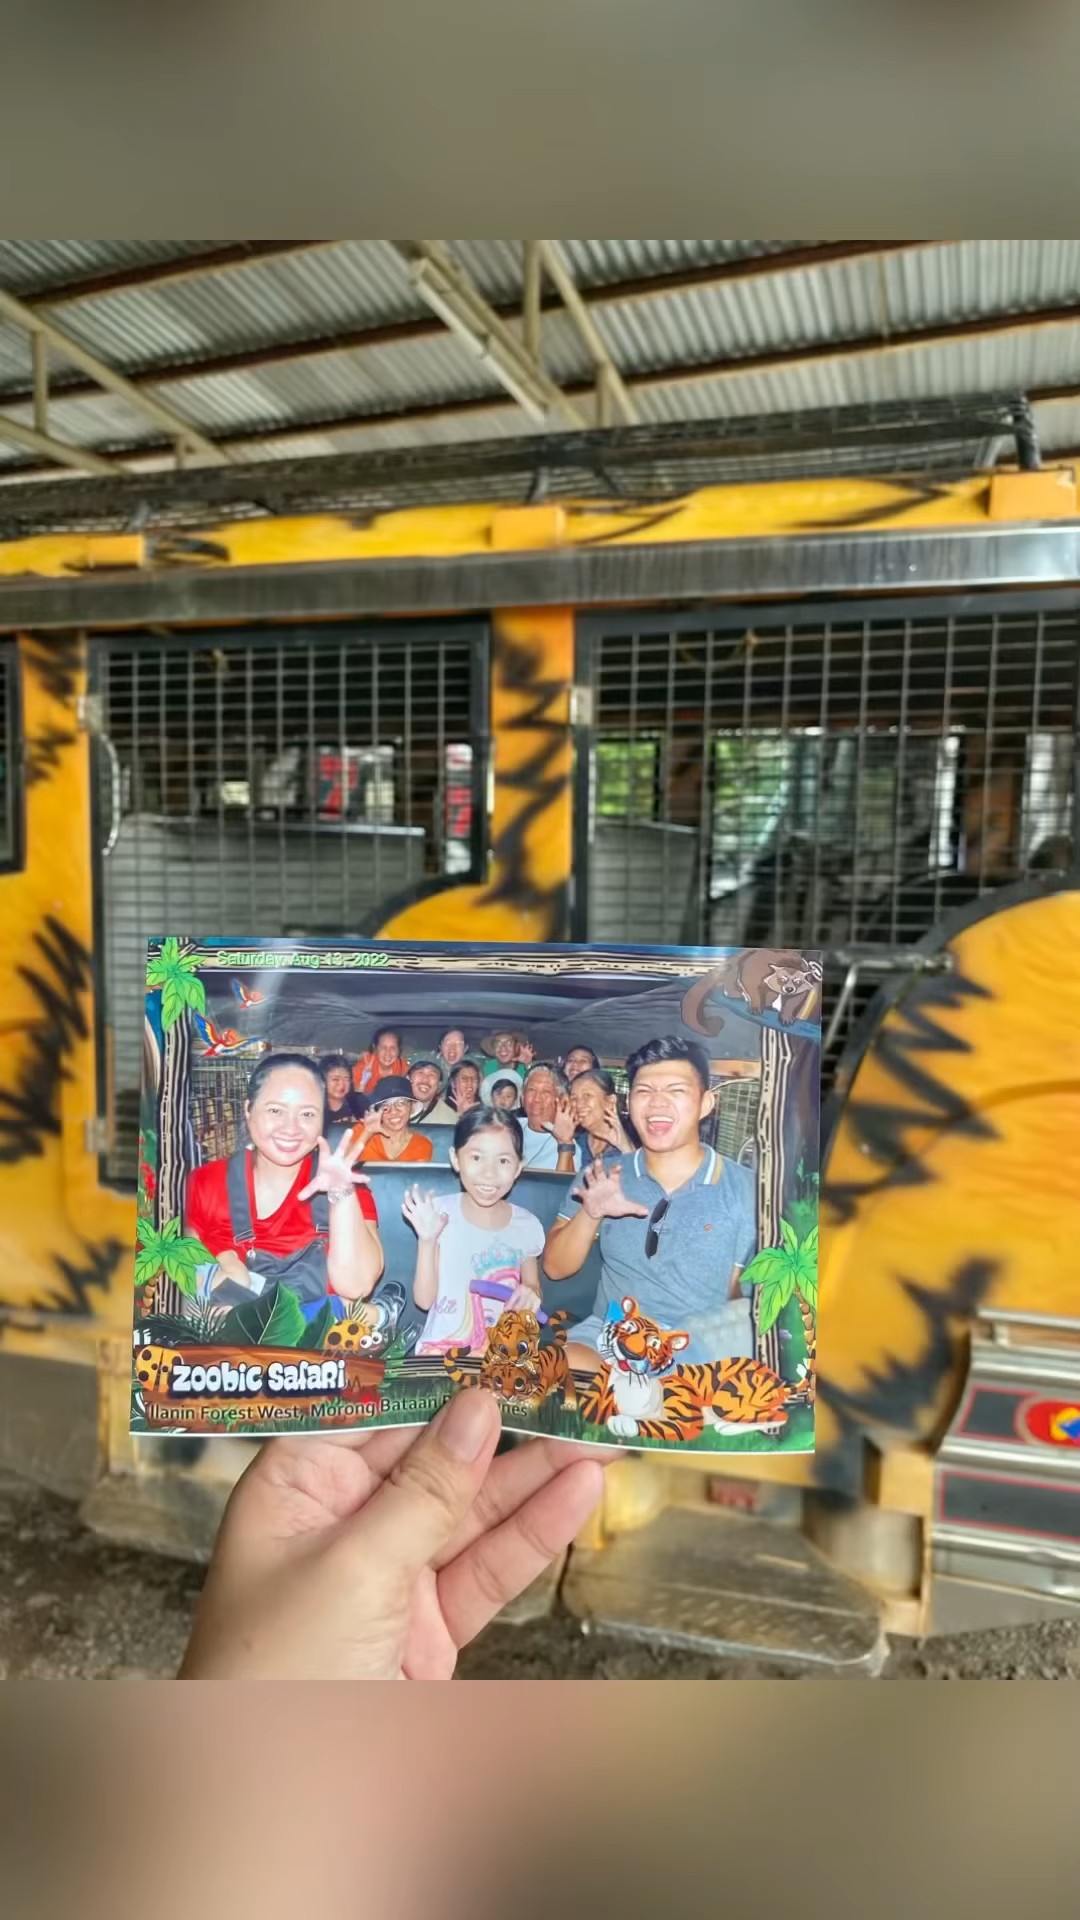 Saturday, Aug 13, 2022
zoobic safari
Ilanin Forest West, Morong Bataan